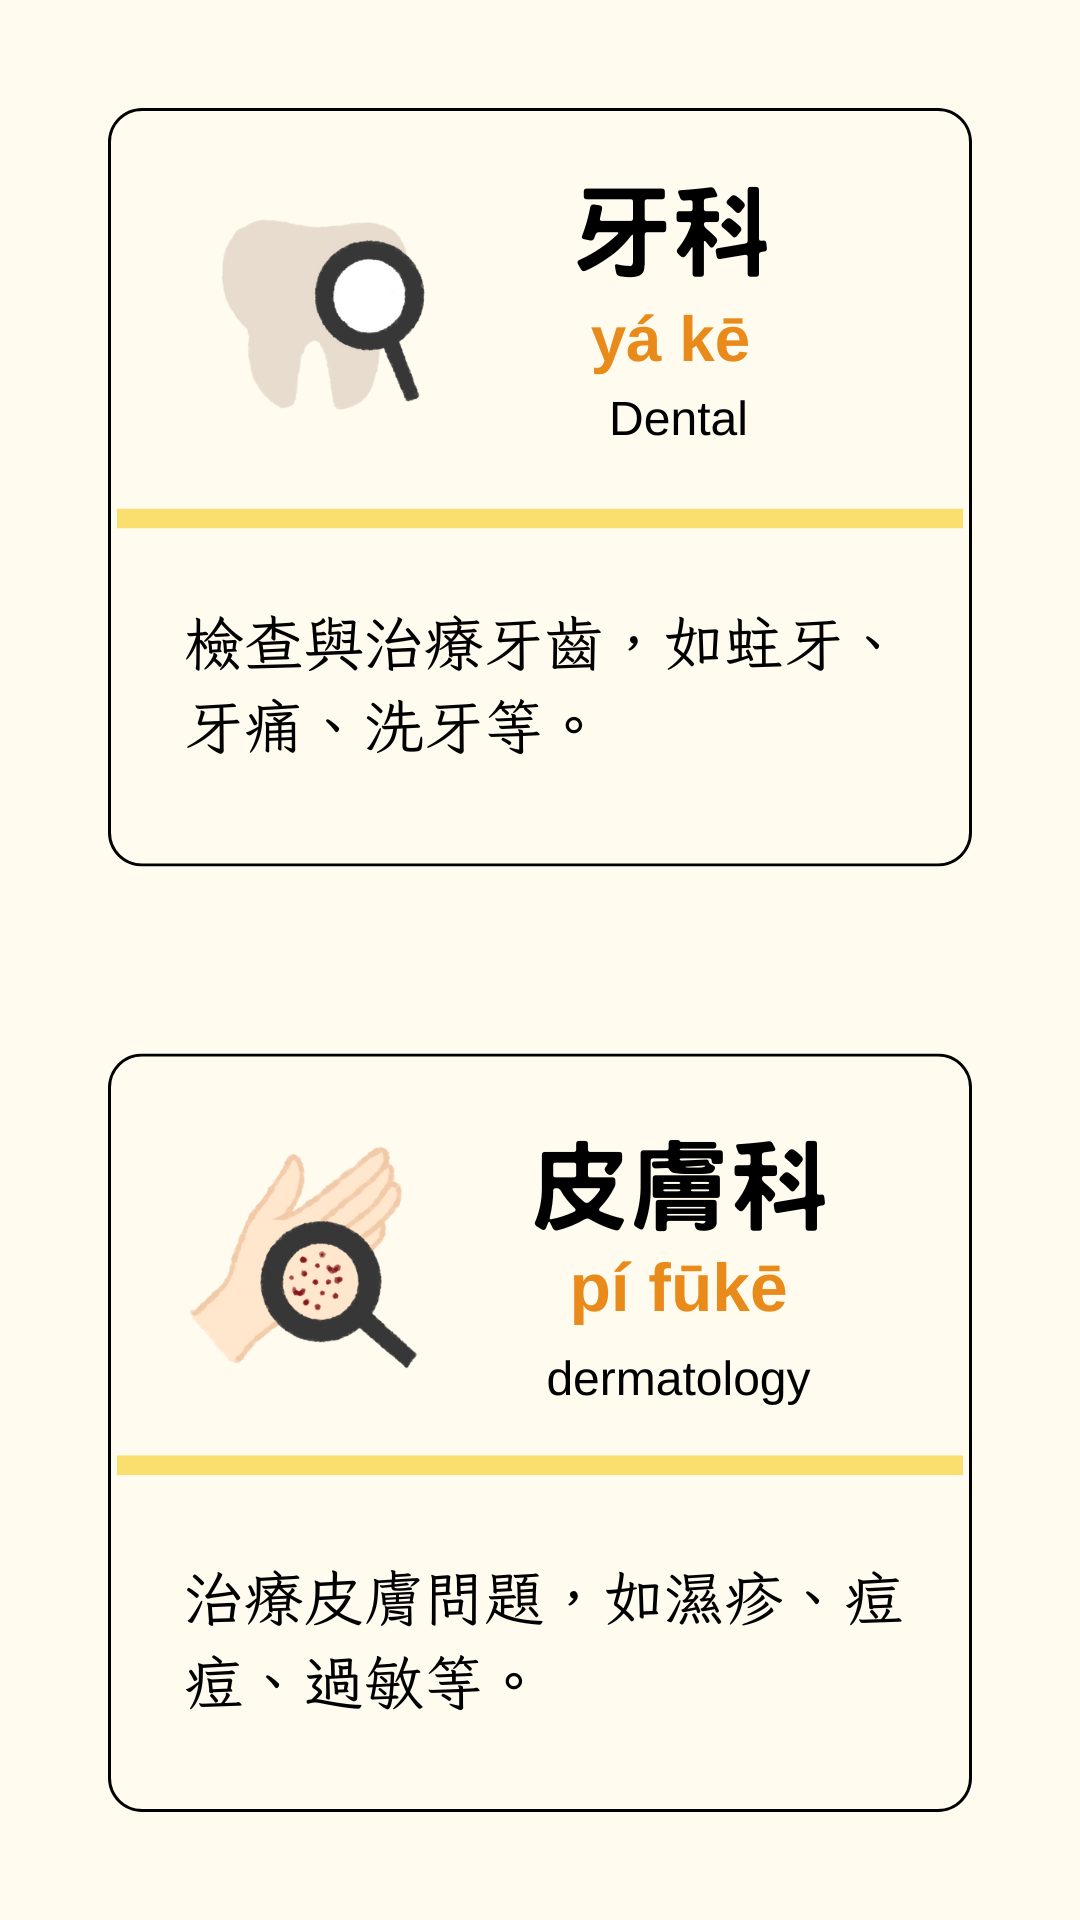 牙科
yá kē
Dental
檢查與治療牙齒，如蛀牙、
牙痛、洗牙等。
皮膚科
pí fūkē
dermatology
治療皮膚問題，如濕疹、痘
痘、過敏等。